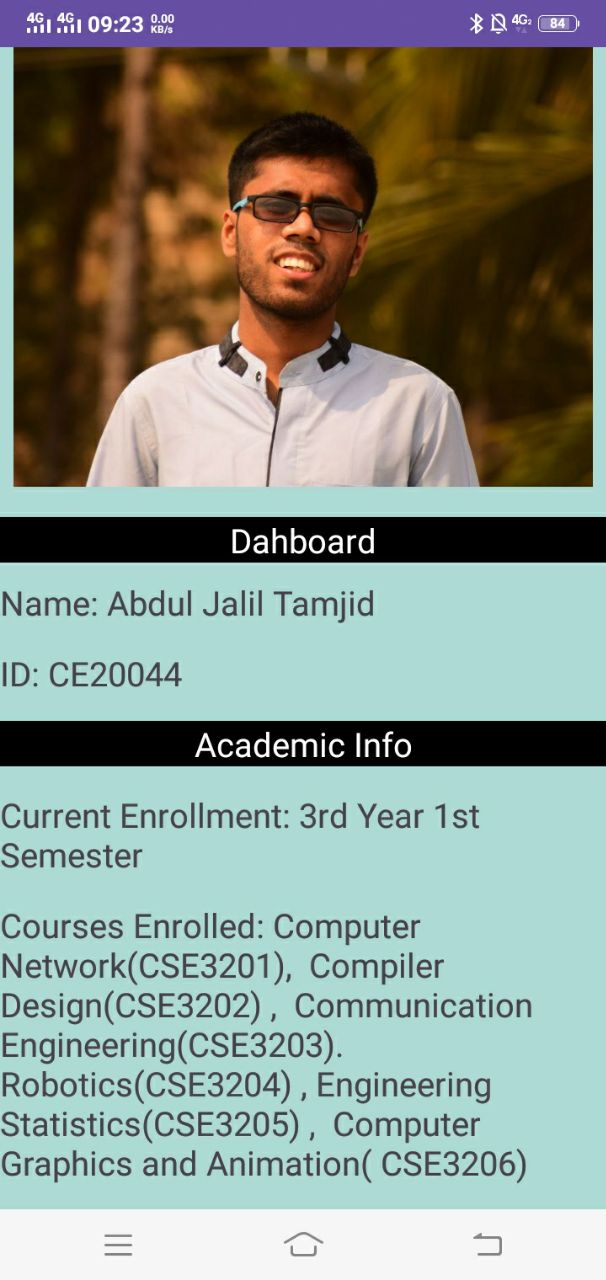 4G 4G 09:23 0.00 KB/s 4G2 84
Dahboard
Name: Abdul Jalil Tamjid
ID: CE20044
Academic Info
Current Enrollment: 3rd Year 1st
Semester
Courses Enrolled: Computer
Network(CSE3201),  Compiler
Design(CSE3202) ,  Communication
Engineering(CSE3203).
Robotics(CSE3204) , Engineering
Statistics(CSE3205) ,  Computer
Graphics and Animation( CSE3206)